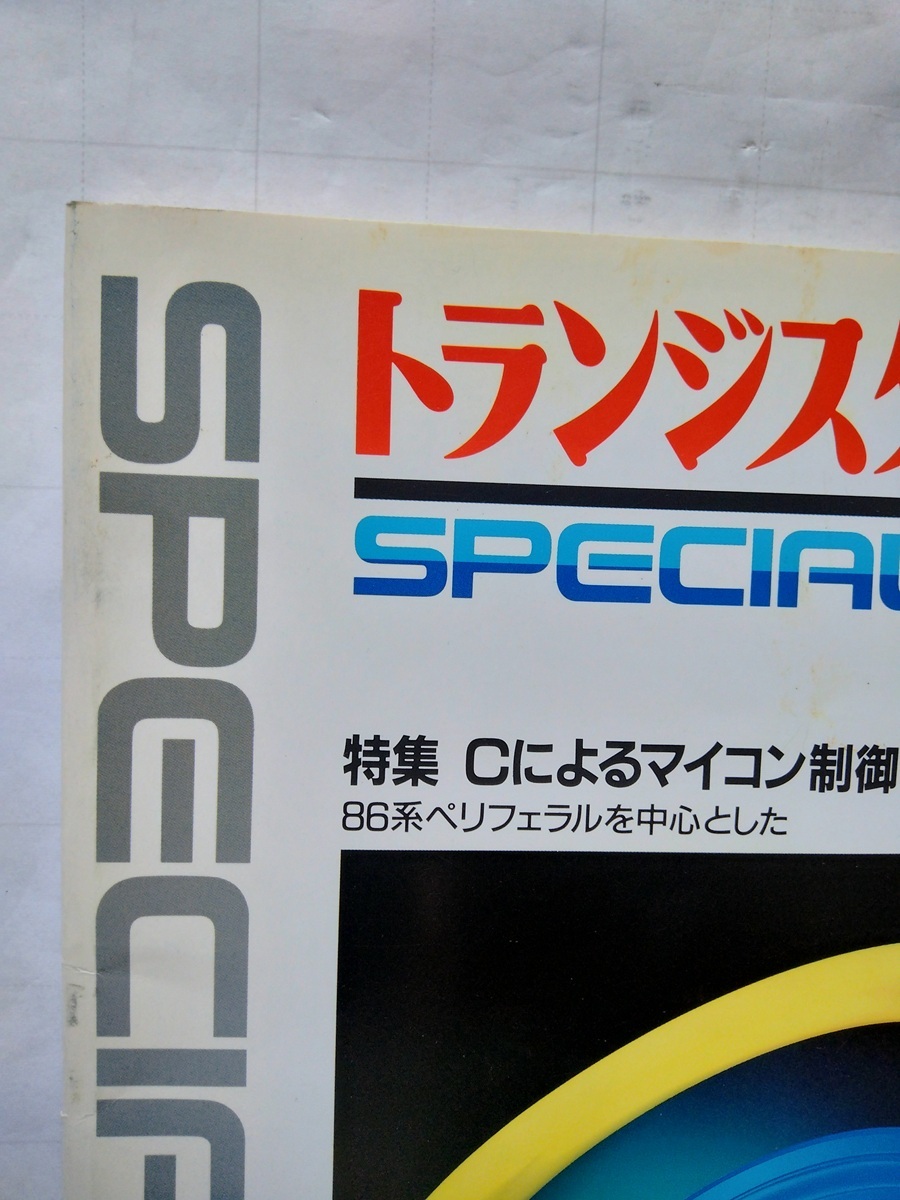 トランジスタ
SPECIAL
特集 Cによるマイコン制御
86系ペリフェラルを中心とした
SPECIA